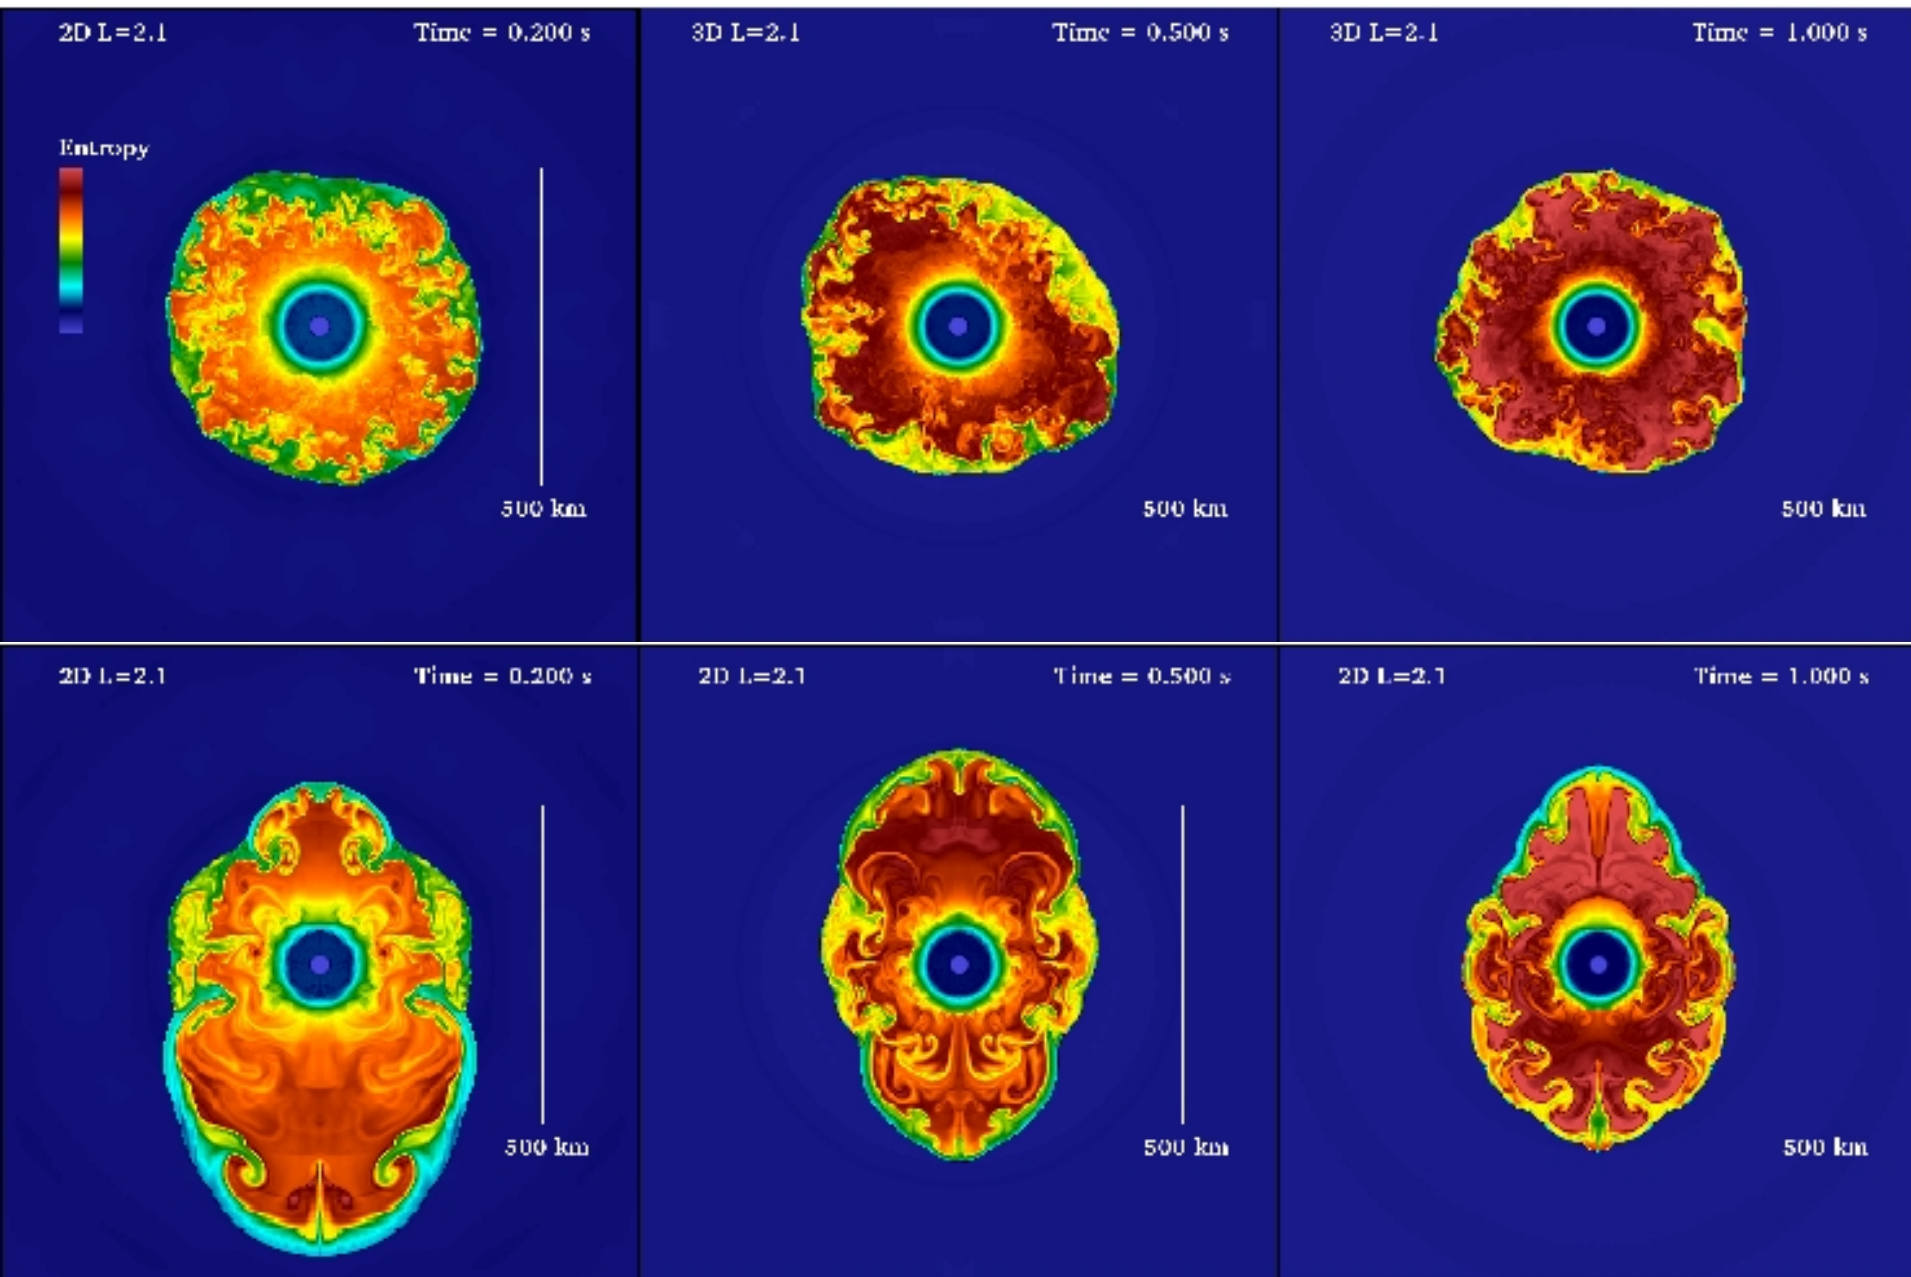 2D L=2.1 Time = 0.200 s
Entropy
500 km
3D L=2.1 Time = 0.500 s
500 km
3D L=2.1 Time = 1.000 s
500 km
2D L=2.1 Time = 0.200 s
500 km
2D L=2.1 Time = 0.500 s
500 km
2D L=2.1 Time = 1.000 s
500 km